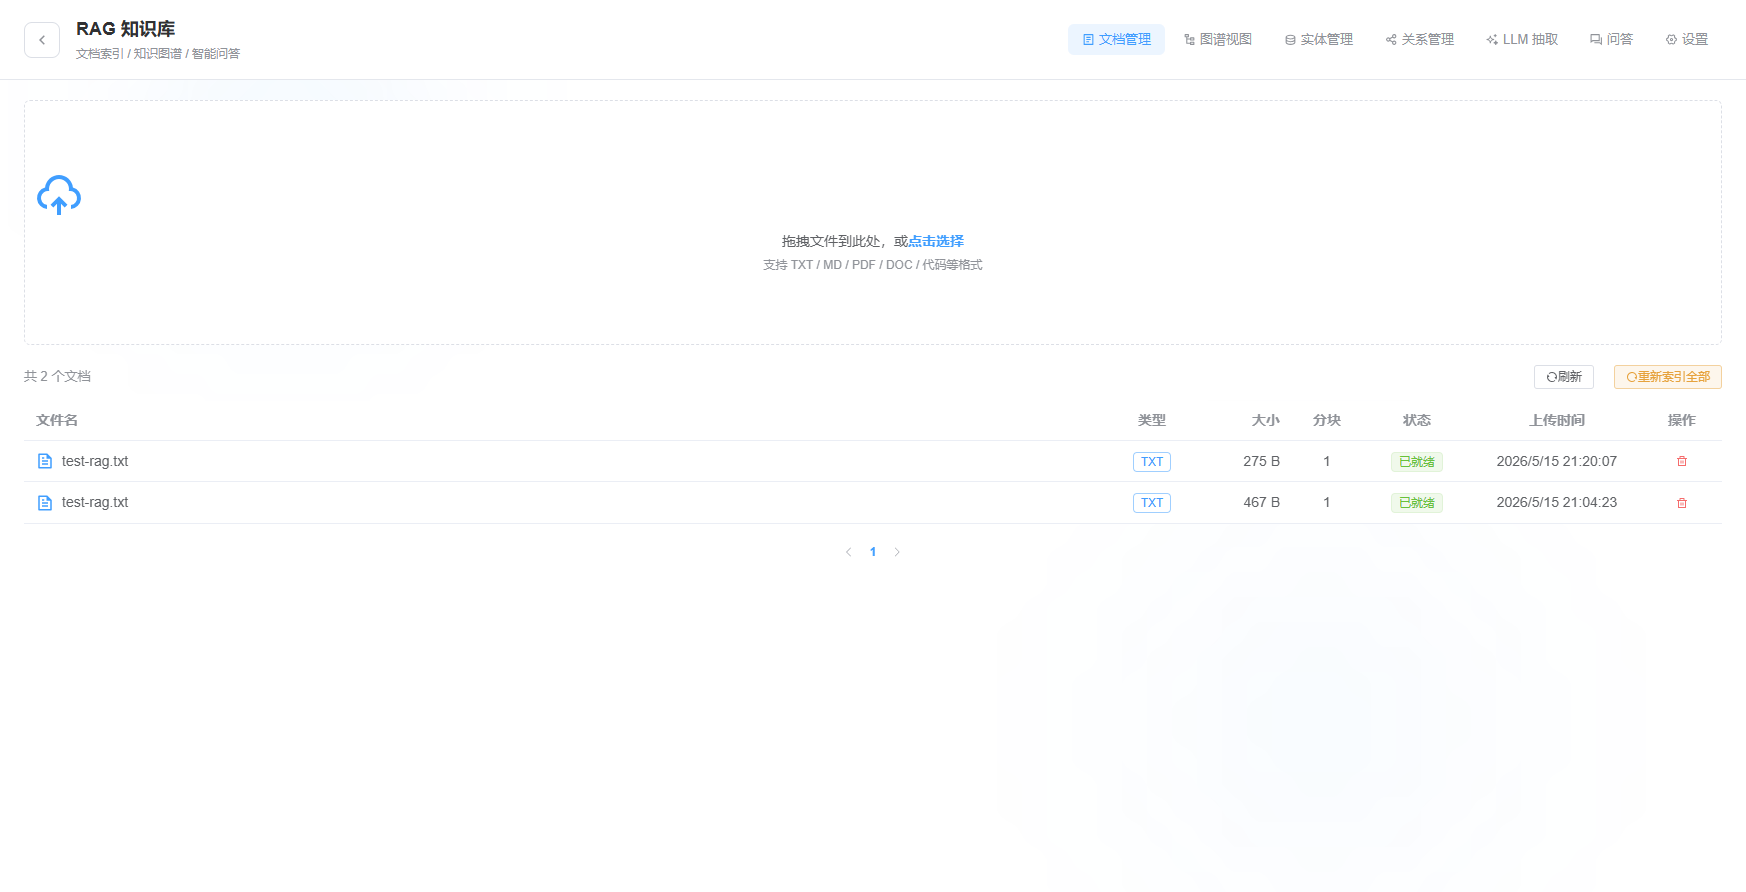 RAG 知识库
文档索引 / 知识图谱 / 智能问答
文档管理 图谱视图 实体管理 关系管理 LLM 抽取 问答 设置
拖拽文件到此处，或点击选择
支持 TXT / MD / PDF / DOC / 代码等格式
共 2 个文档 刷新 重新索引全部
文件名 类型 大小 分块 状态 上传时间 操作
test-rag.txt TXT 275 B 1 已就绪 2026/5/15 21:20:07
test-rag.txt TXT 467 B 1 已就绪 2026/5/15 21:04:23
1